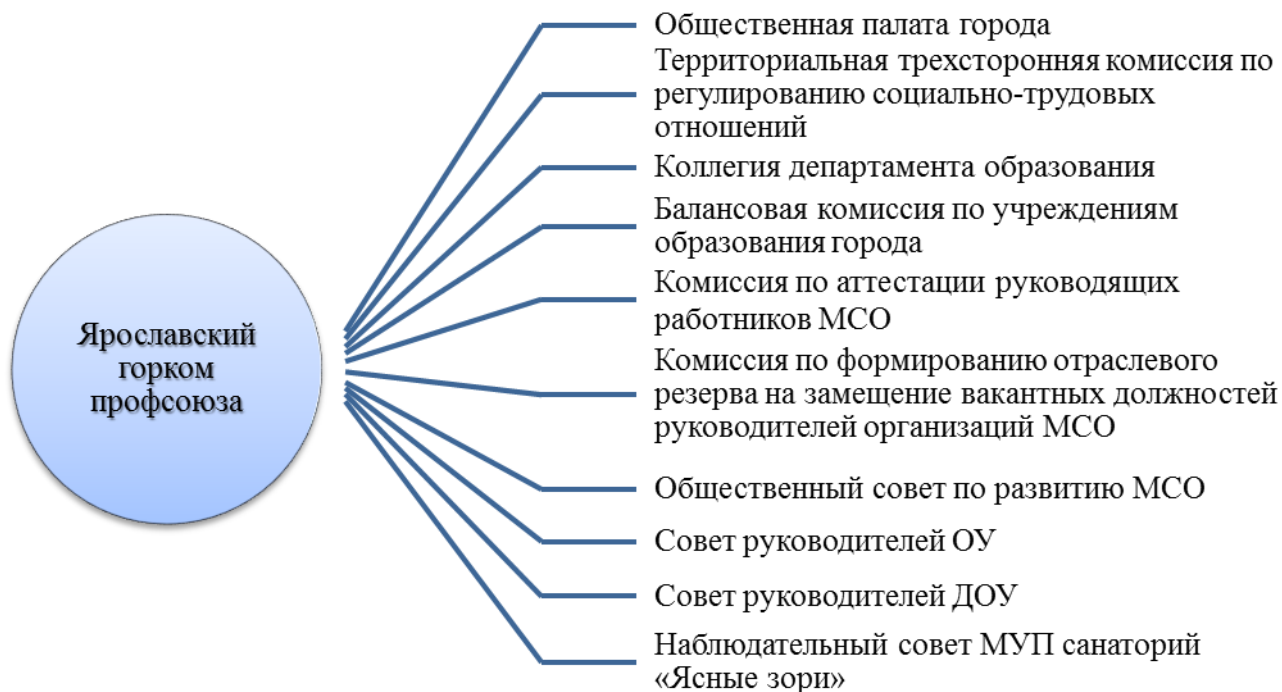 Ярославский
горком
профсоюза
Общественная палата города
Территориальная трехсторонняя комиссия по
регулированию социально-трудовых
отношений
Коллегия департамента образования
Балансовая комиссия по учреждениям
образования города
Комиссия по аттестации руководящих
работников МСО
Комиссия по формированию отраслевого
резерва на замещение вакантных должностей
руководителей организаций МСО
Общественный совет по развитию МСО
Совет руководителей ОУ
Совет руководителей ДОУ
Наблюдательный совет МУП санаторий
«Ясные зори»